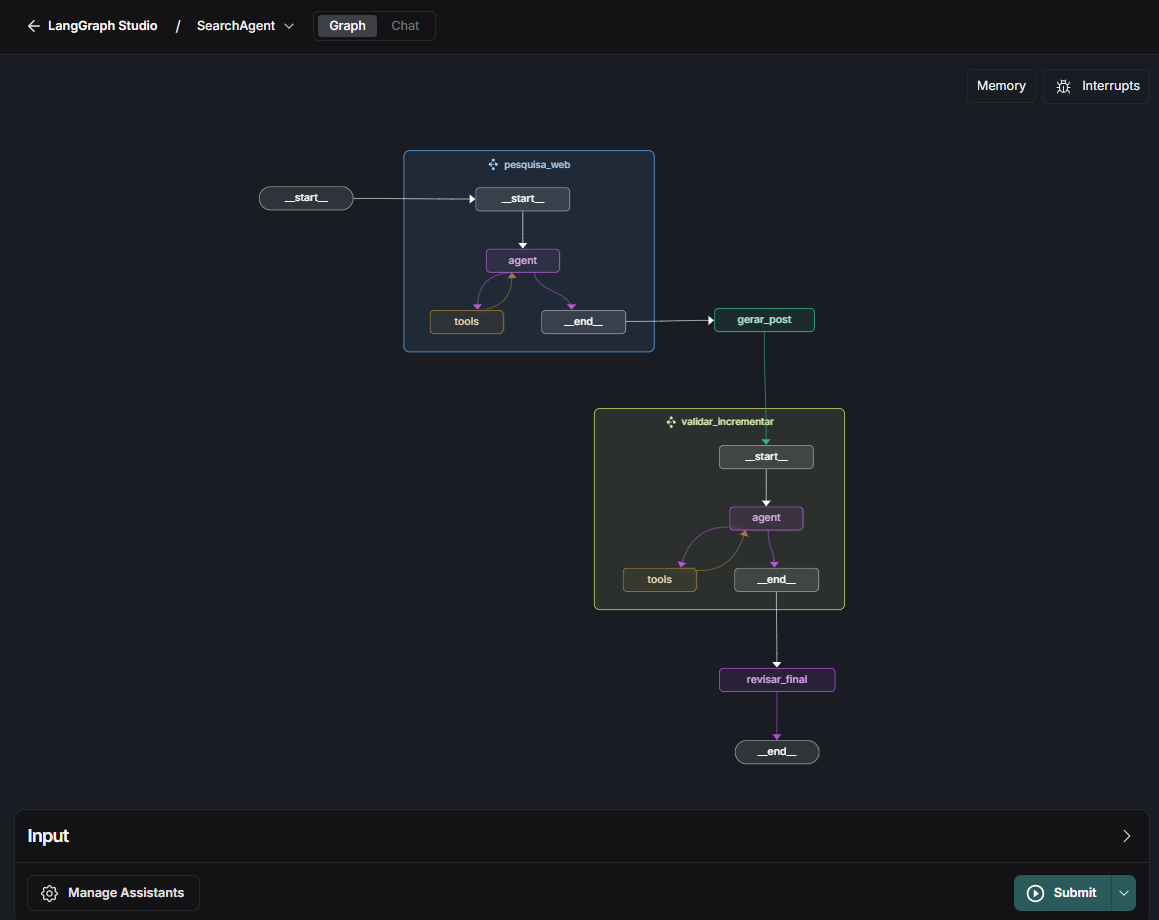 LangGraph Studio / SearchAgent Graph Chat
Memory Interrupts
pesquisa_web
__start__ __start__
agent
tools __end__ gerar_post
validar_incrementar
__start__
agent
tools __end__
revisar_final
__end__
Input
Manage Assistants Submit